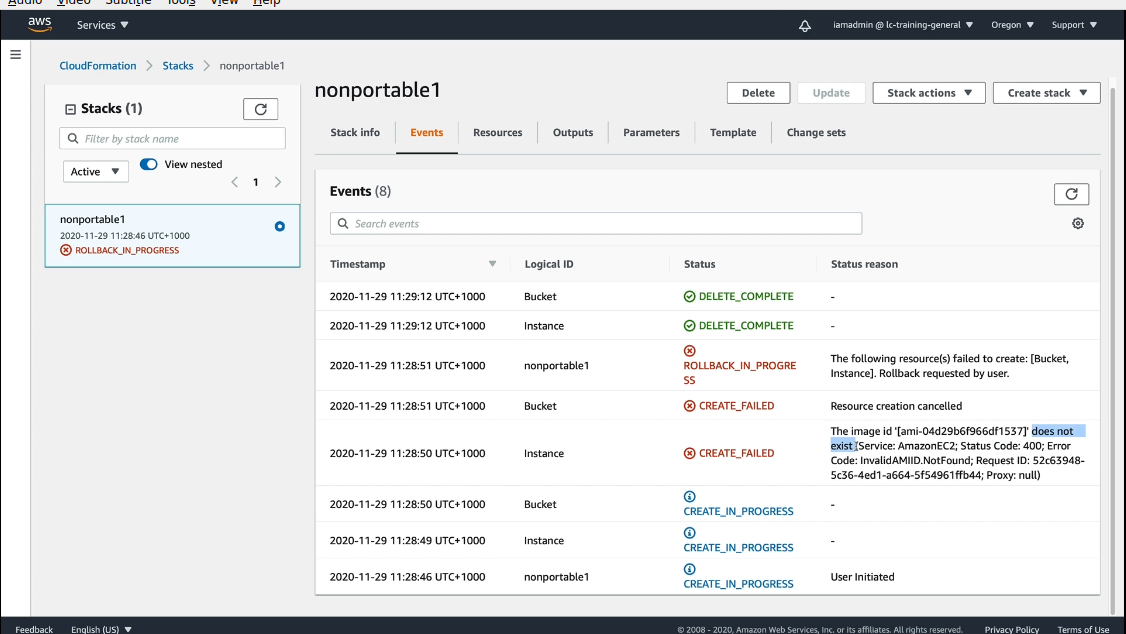 Audio Video Subtitle Tools View Help
aws Services iamadmin @ lc-training-general Oregon Support
CloudFormation Stacks nonportable1
Stacks (1)
Filter by stack name
Active View nested
1
nonportable1
2020-11-29 11:28:46 UTC+1000
ROLLBACK_IN_PROGRESS
nonportable1
Delete Update Stack actions Create stack
Stack info Events Resources Outputs Parameters Template Change sets
Events (8)
Search events
Timestamp Logical ID Status Status reason
2020-11-29 11:29:12 UTC+1000 Bucket DELETE_COMPLETE -
2020-11-29 11:29:12 UTC+1000 Instance DELETE_COMPLETE -
2020-11-29 11:28:51 UTC+1000 nonportable1 ROLLBACK_IN_PROGRE
SS
The following resource(s) failed to create: [Bucket,
Instance]. Rollback requested by user.
2020-11-29 11:28:51 UTC+1000 Bucket CREATE_FAILED Resource creation cancelled
2020-11-29 11:28:50 UTC+1000 Instance CREATE_FAILED
The image id '[ami-04d29b6f966df1537]' does not
exist (Service: AmazonEC2; Status Code: 400; Error
Code: InvalidAMIID.NotFound; Request ID: 52c63948-
5c36-4ed1-a664-5f54961ffb44; Proxy: null)
2020-11-29 11:28:50 UTC+1000 Bucket CREATE_IN_PROGRESS -
2020-11-29 11:28:49 UTC+1000 Instance CREATE_IN_PROGRESS -
2020-11-29 11:28:46 UTC+1000 nonportable1 CREATE_IN_PROGRESS User Initiated
Feedback English (US) © 2008 - 2020, Amazon Web Services, Inc. or its affiliates. All rights reserved. Privacy Policy Terms of Use